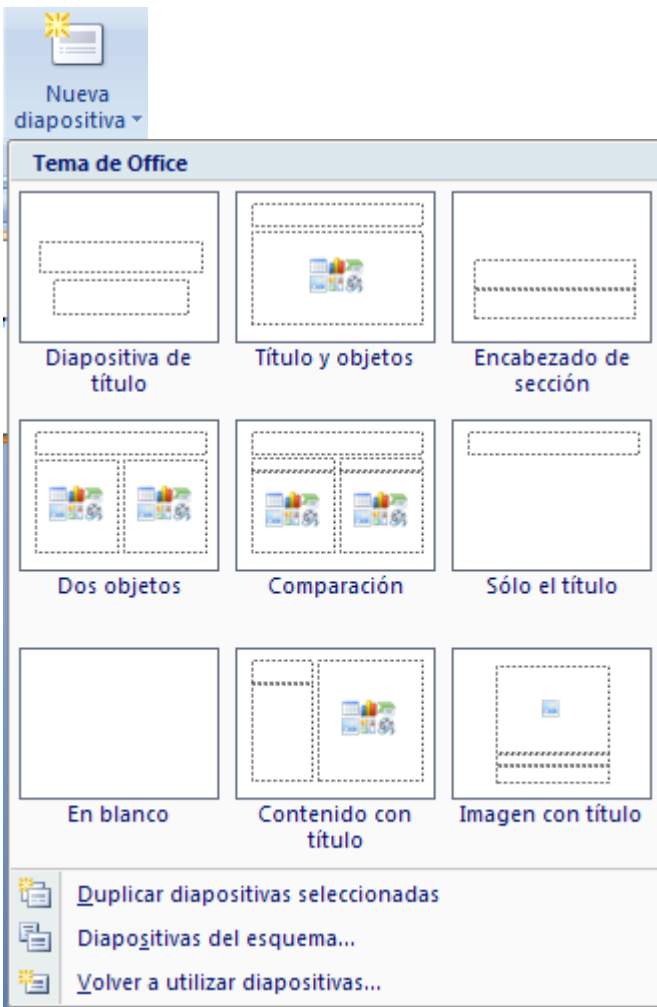 Nueva
diapositiva
Tema de Office
Diapositiva de
título
Título y objetos
Encabezado de
sección
Dos objetos
Comparación
Sólo el título
En blanco
Contenido con
título
Imagen con título
Duplicar diapositivas seleccionadas
Diapositivas del esquema...
Volver a utilizar diapositivas...